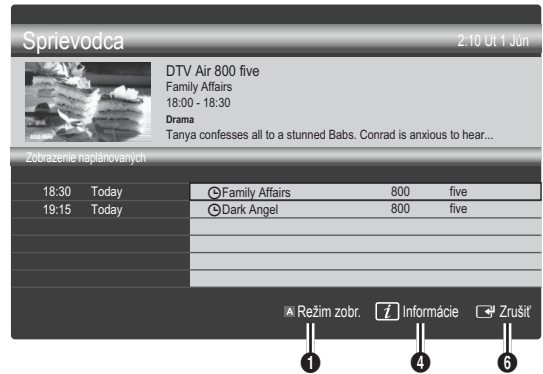 Sprievodca 2:10 Ut 1 Jún
DTV Air 800 five
Family Affairs
18:00 - 18:30
Drama
Tanya confesses all to a stunned Babs. Conrad is anxious to hear...
800 five
Zobrazenie naplánovaných
18:30 Today Family Affairs 800 five
19:15 Today Dark Angel 800 five
A Režim zobr. i Informácie Zrušiť
1 4 6